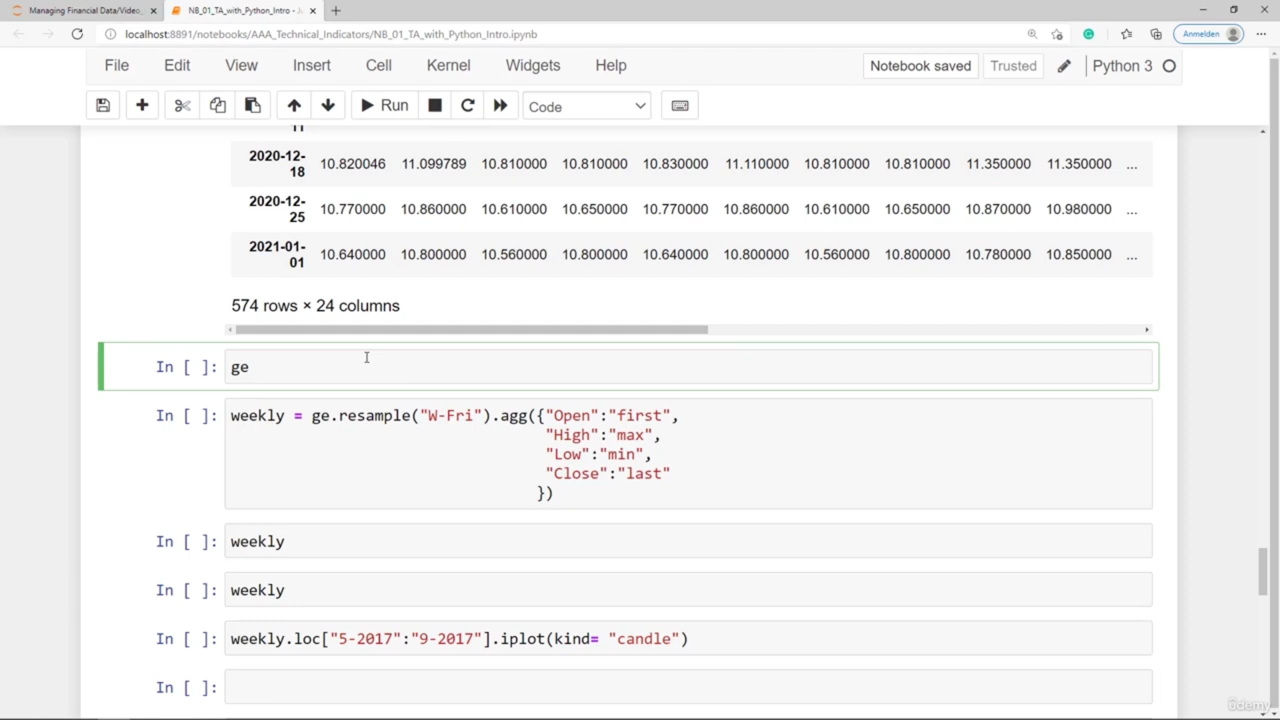 Managing Financial Data/Video_
NB_01_TA_with_Python_Intro - J
localhost:8891/notebooks/AAA_Technical_Indicators/NB_01_TA_with_Python_Intro.ipynb
Anmelden
File Edit View Insert Cell Kernel Widgets Help Notebook saved Trusted Python 3
Run Code
11
2020-12-
18 10.820046 11.099789 10.810000 10.810000 10.830000 11.110000 10.810000 10.810000 11.350000 11.350000 ...
2020-12-
25 10.770000 10.860000 10.610000 10.650000 10.770000 10.860000 10.610000 10.650000 10.870000 10.980000 ...
2021-01-
01 10.640000 10.800000 10.560000 10.800000 10.640000 10.800000 10.560000 10.800000 10.780000 10.850000 ...
574 rows × 24 columns
In [ ]: ge
In [ ]: weekly = ge.resample("W-Fri").agg({"Open":"first",
"High":"max",
"Low":"min",
"Close":"last"
})
In [ ]: weekly
In [ ]: weekly
In [ ]: weekly.loc["5-2017":"9-2017"].iplot(kind= "candle")
In [ ]:
Udemy